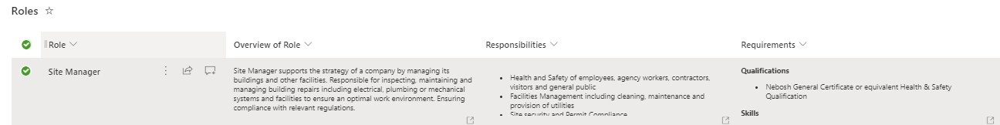 Roles
Role
Overview of Role
Responsibilities
Requirements
Site Manager
Site Manager supports the strategy of a company by managing its
buildings and other facilities. Responsible for inspecting, maintaining and
managing building repairs including electrical, plumbing or mechanical
systems and facilities to ensure an optimal work environment. Ensuring
compliance with relevant regulations.
• Health and Safety of employees, agency workers, contractors,
visitors and general public
• Facilities Management including cleaning, maintenance and
provision of utilities
• Site security and Permit Compliance
Qualifications
• Nebosh General Certificate or equivalent Health & Safety
Qualification
Skills